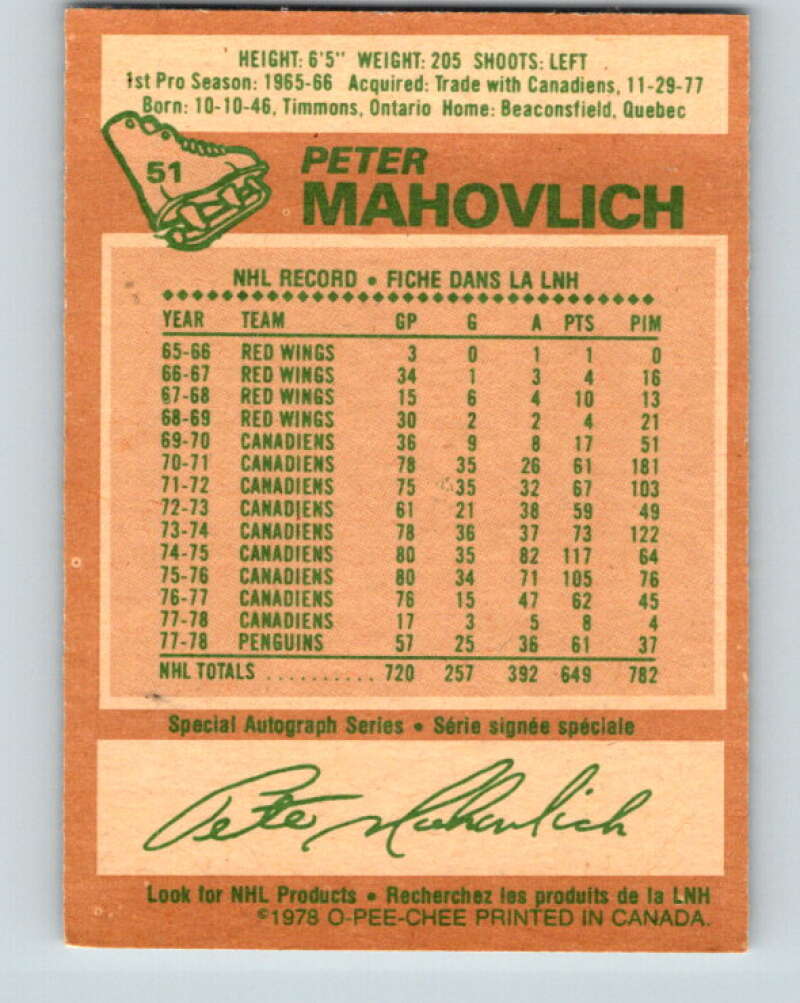 HEIGHT: 6'5" WEIGHT: 205 SHOOTS: LEFT
1st Pro Season: 1965-66 Acquired: Trade with Canadiens, 11-29-77
Born: 10-10-46, Timmons, Ontario Home: Beaconsfield, Quebec
51
PETER
MAHOVLICH
NHL RECORD • FICHE DANS LA LNH
YEAR TEAM GP G A PTS PIM
65-66 RED WINGS 3 0 1 1 0
66-67 RED WINGS 34 1 3 4 16
67-68 RED WINGS 15 6 4 10 13
68-69 RED WINGS 30 2 2 4 21
69-70 CANADIENS 36 9 8 17 51
70-71 CANADIENS 78 35 26 61 181
71-72 CANADIENS 75 35 32 67 103
72-73 CANADIENS 61 21 38 59 49
73-74 CANADIENS 78 36 37 73 122
74-75 CANADIENS 80 35 82 117 64
75-76 CANADIENS 80 34 71 105 76
76-77 CANADIENS 76 15 47 62 45
77-78 CANADIENS 17 3 5 8 4
77-78 PENGUINS 57 25 36 61 37
NHL TOTALS .......... 720 257 392 649 782
Special Autograph Series • Série signée spéciale
Pete Mahovlich
Look for NHL Products • Recherchez les produits de la LNH
©1978 O-PEE-CHEE PRINTED IN CANADA.